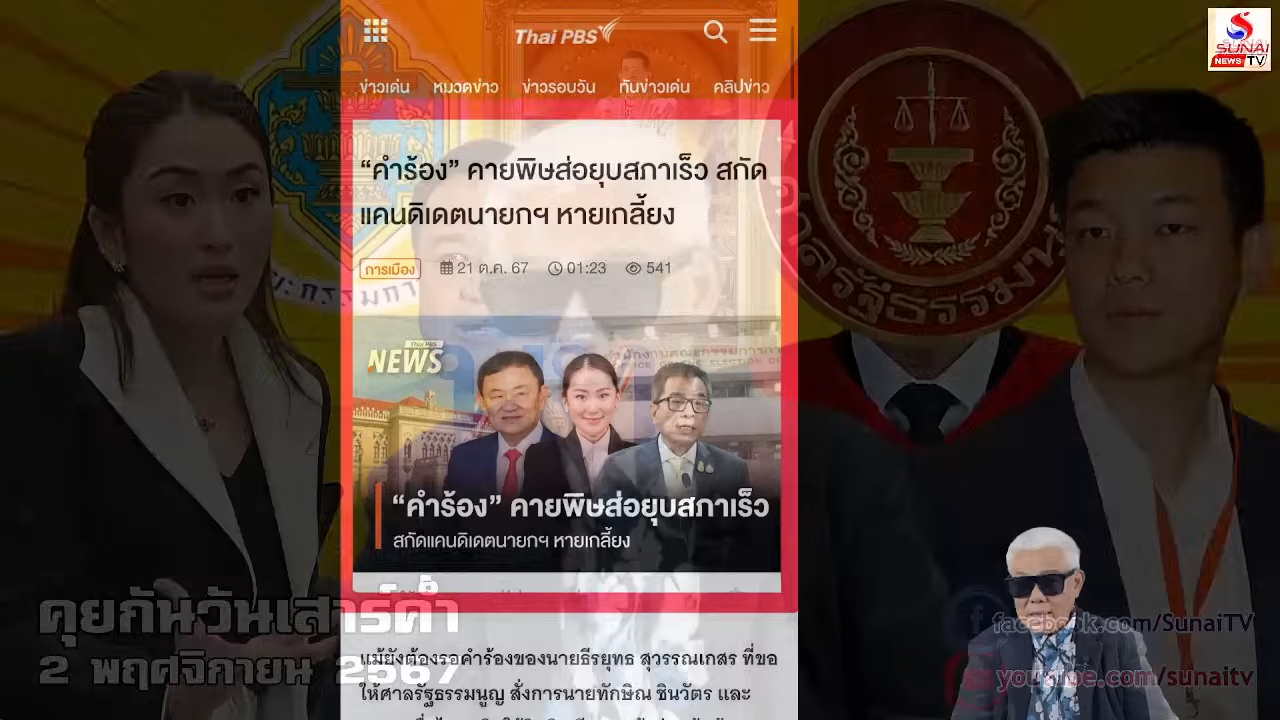 Thai PBS
SUNAI
NEWS TV
ข่าวเด่น หมวดข่าว ข่าวรอบวัน ทันข่าวเด่น คลิปข่าว
“คำร้อง” คายพิษส่อยุบสภาเร็ว สกัด
แคนดิเดตนายกฯ หายเกลี้ยง
การเมือง 21 ต.ค. 67 01:23 541
Thai PBS
NEWS
“คำร้อง” คายพิษส่อยุบสภาเร็ว
สกัดแคนดิเดตนายกฯ หายเกลี้ยง
คุยกันวันเสาร์ค่ำ
2 พฤศจิกายน 2567
facebook.com/SunaiTV
youtube.com/sunaitv
แม้ยังต้องรอคำร้องของนายธีรยุทธ สุวรรณเกสร ที่ขอ
ให้ศาลรัฐธรรมนูญ สั่งการนายทักษิณ ชินวัตร และ